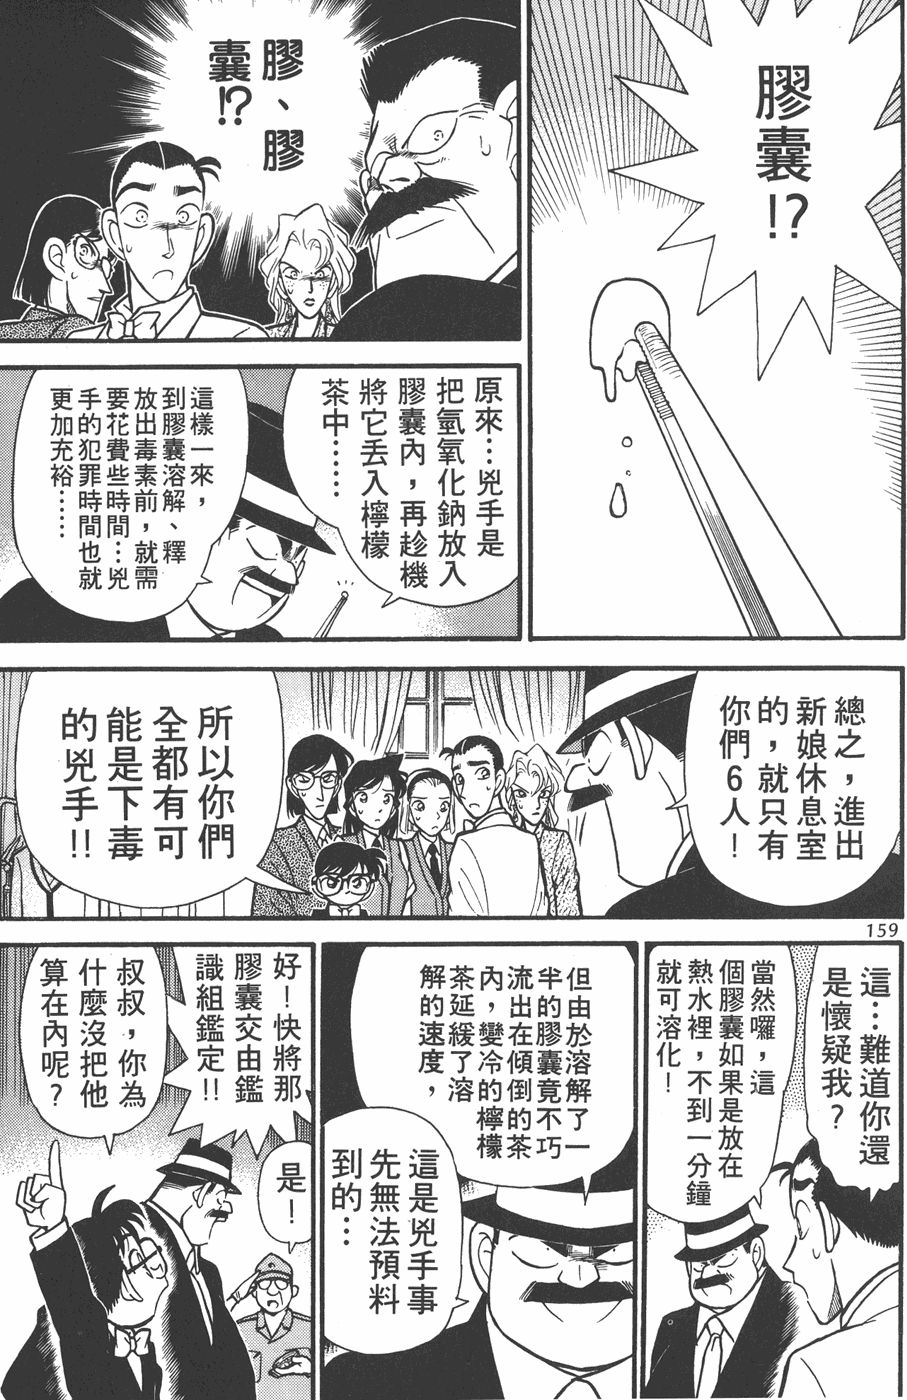 膠囊!?
膠、膠
囊!?
原來…兇手是
把氫氧化鈉放入
膠囊內，再趁機
將它丟入檸檬
茶中……
這樣一來，
到膠囊溶解、釋
放出毒素前，就需
要花費些時間…兇
手的犯罪時間也就
更加充裕……
總之，進出
新娘休息室
的，就只有
你們6人！
所以你們
全都有可
能是下毒
的兇手!!
159
這…難道你還
是懷疑我？
當然囉，這
個膠囊如果是放在
熱水裡，不到一分鐘
就可溶化！
但由於溶解了一
半的膠囊竟不巧
流出在傾倒的茶
內，變冷的檸檬
茶延緩了溶
解的速度，
這是兇手事
先無法預料
到的…
好！快將那
膠囊交由鑑
識組鑑定!!
是！
叔叔，你為
什麼沒把他
算在內呢？